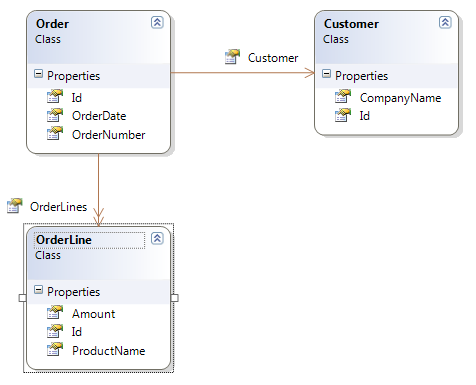 Order
Class
Properties
Id
OrderDate
OrderNumber
Customer
Customer
Class
Properties
CompanyName
Id
OrderLines
OrderLine
Class
Properties
Amount
Id
ProductName